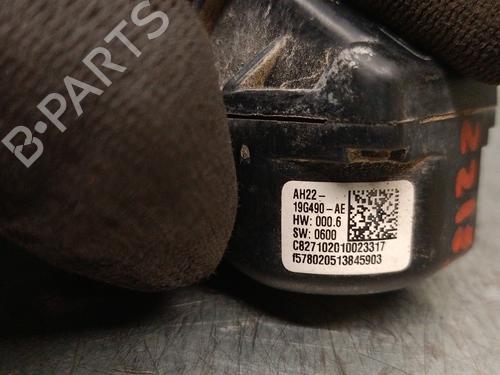 B-PARTS
AH22-
19G490-AE
HW: 000.6
SW: 0600
C827102010023317
f578020513845903